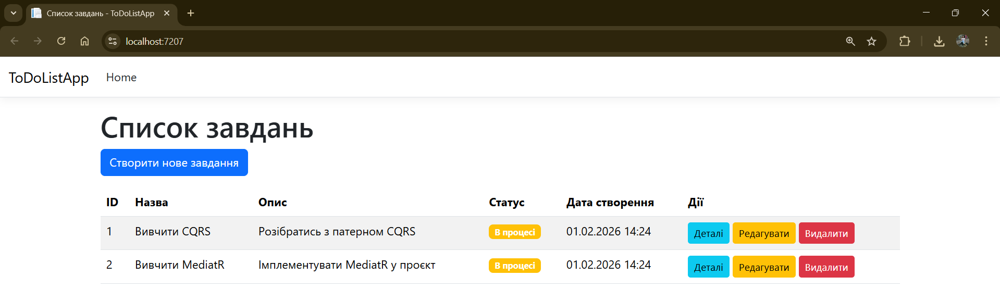 Список завдань - ToDoListApp
localhost:7207
ToDoListApp Home
Список завдань
Створити нове завдання
ID Назва Опис Статус Дата створення Дії
1 Вивчити CQRS Розібратись з патерном CQRS В процесі 01.02.2026 14:24 Деталі Редагувати Видалити
2 Вивчити MediatR Імплементувати MediatR у проєкт В процесі 01.02.2026 14:24 Деталі Редагувати Видалити